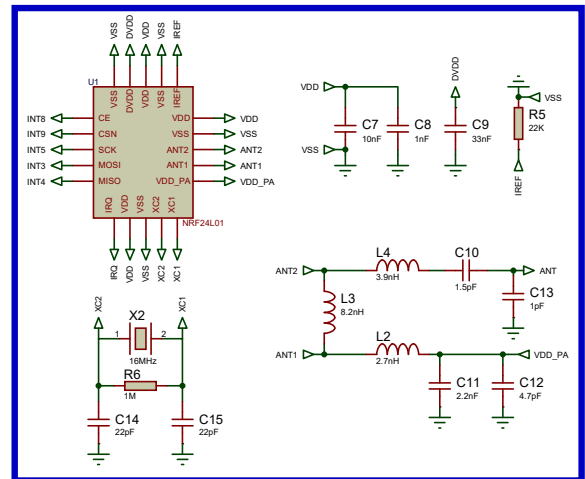 VSS DVDD VDD VSS IREF
U1
VSS DVDD VDD VSS IREF
INT8 CE VDD VDD
INT9 CSN VSS VSS
INT5 SCK ANT2 ANT2
INT3 MOSI ANT1 ANT1
INT4 MISO VDD_PA VDD_PA
IRQ VDD VSS XC2 XC1
NRF24L01
IRQ VDD VSS XC2 XC1
VDD
C7
10nF
C8
1nF
VSS
DVDD
C9
33nF
VSS
R5
22K
IREF
ANT2
L4
3.9nH
C10
1.5pF
ANT
C13
1pF
L3
8.2nH
ANT1
L2
2.7nH
VDD_PA
C11
2.2nF
C12
4.7pF
XC2
XC1
X2
1 2
16MHz
R6
1M
C14
22pF
C15
22pF